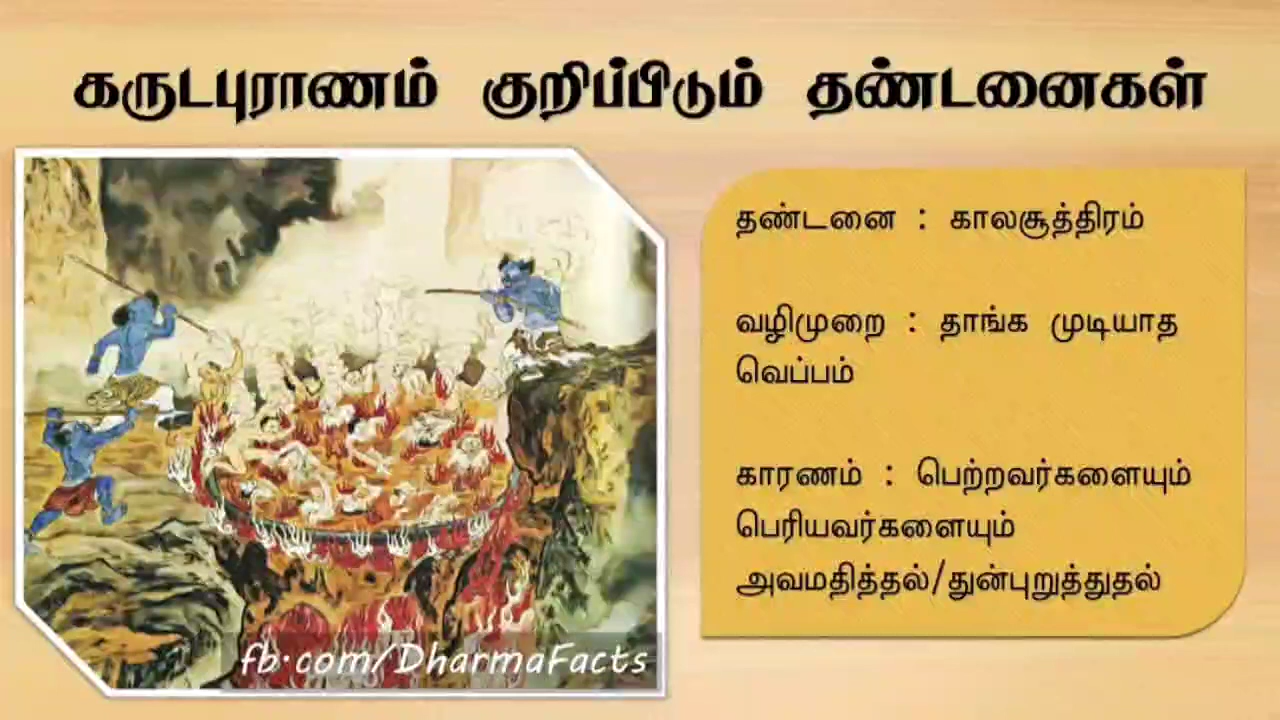 கருடபுராணம் குறிப்பிடும் தண்டனைகள்
தண்டனை : காலசூத்திரம்
வழிமுறை : தாங்க முடியாத
வெப்பம்
காரணம் : பெற்றவர்களையும்
பெரியவர்களையும்
அவமதித்தல்/துன்புறுத்துதல்
fb.com/DharmaFacts